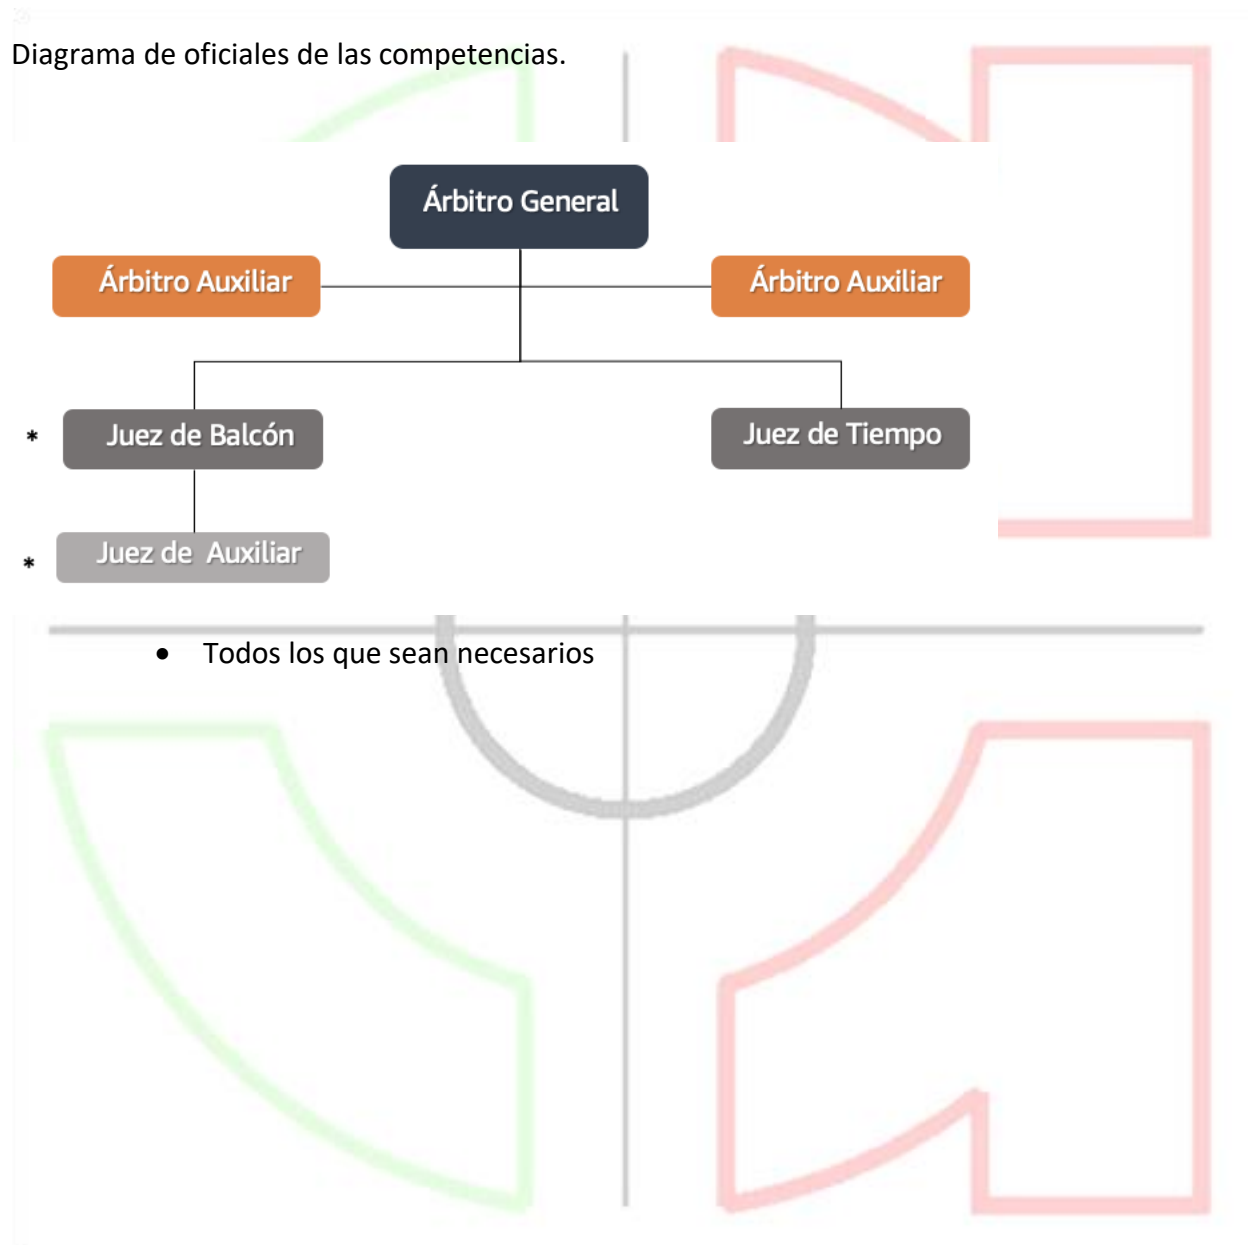 Diagrama de oficiales de las competencias.
Árbitro General
Árbitro Auxiliar
Árbitro Auxiliar
* Juez de Balcón
Juez de Tiempo
* Juez de  Auxiliar
• Todos los que sean necesarios